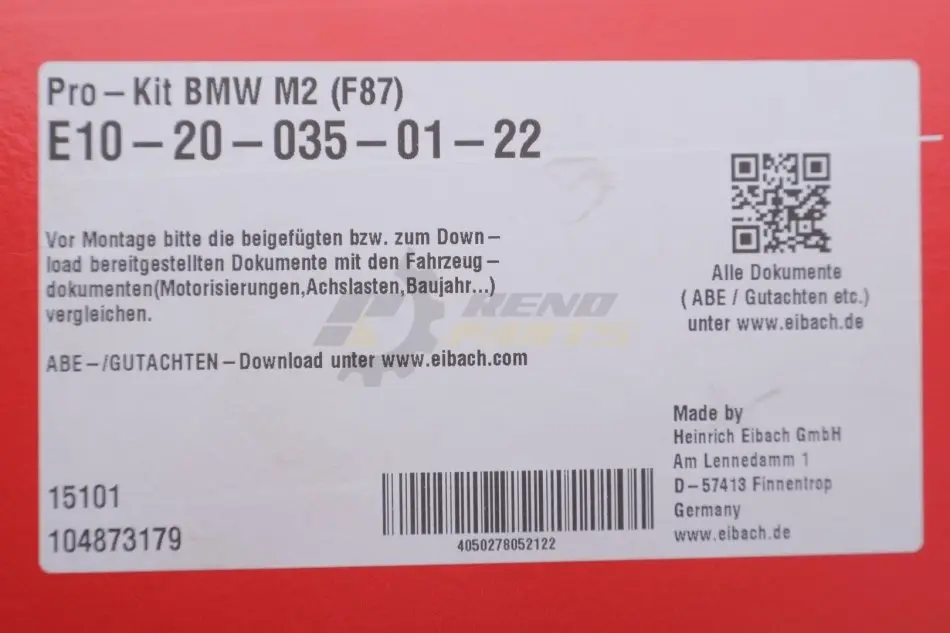 Pro – Kit BMW M2 (F87)
E10 – 20 – 035 – 01 – 22
Vor Montage bitte die beigefügten bzw. zum Down –
load bereitgestellten Dokumente mit den Fahrzeug –
dokumenten(Motorisierungen,Achslasten,Baujahr...)
vergleichen.
ABE – /GUTACHTEN – Download unter www.eibach.com
Alle Dokumente
( ABE / Gutachten etc.)
unter www.eibach.de
RENO
PARTS
Made by
Heinrich Eibach GmbH
Am Lennedamm 1
D – 57413 Finnentrop
Germany
www.eibach.de
15101
104873179
4050278052122